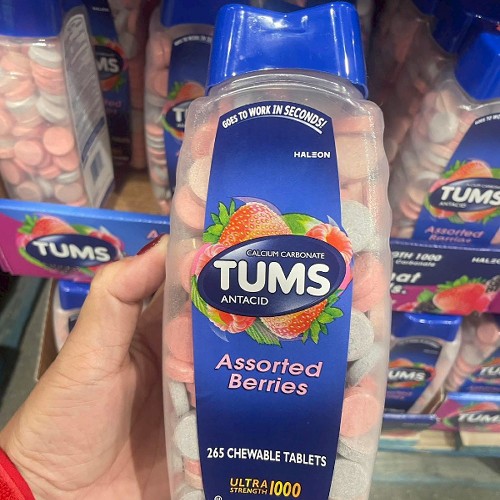 GOES TO WORK IN SECONDS!
HALEON
CALCIUM CARBONATE
TUMS
ANTACID
Assorted
Berries
265 CHEWABLE TABLETS
ULTRA
STRENGTH 1000
TUMS
TUMS
TUMS
ANTACID
Assorted
Berries
TUMS